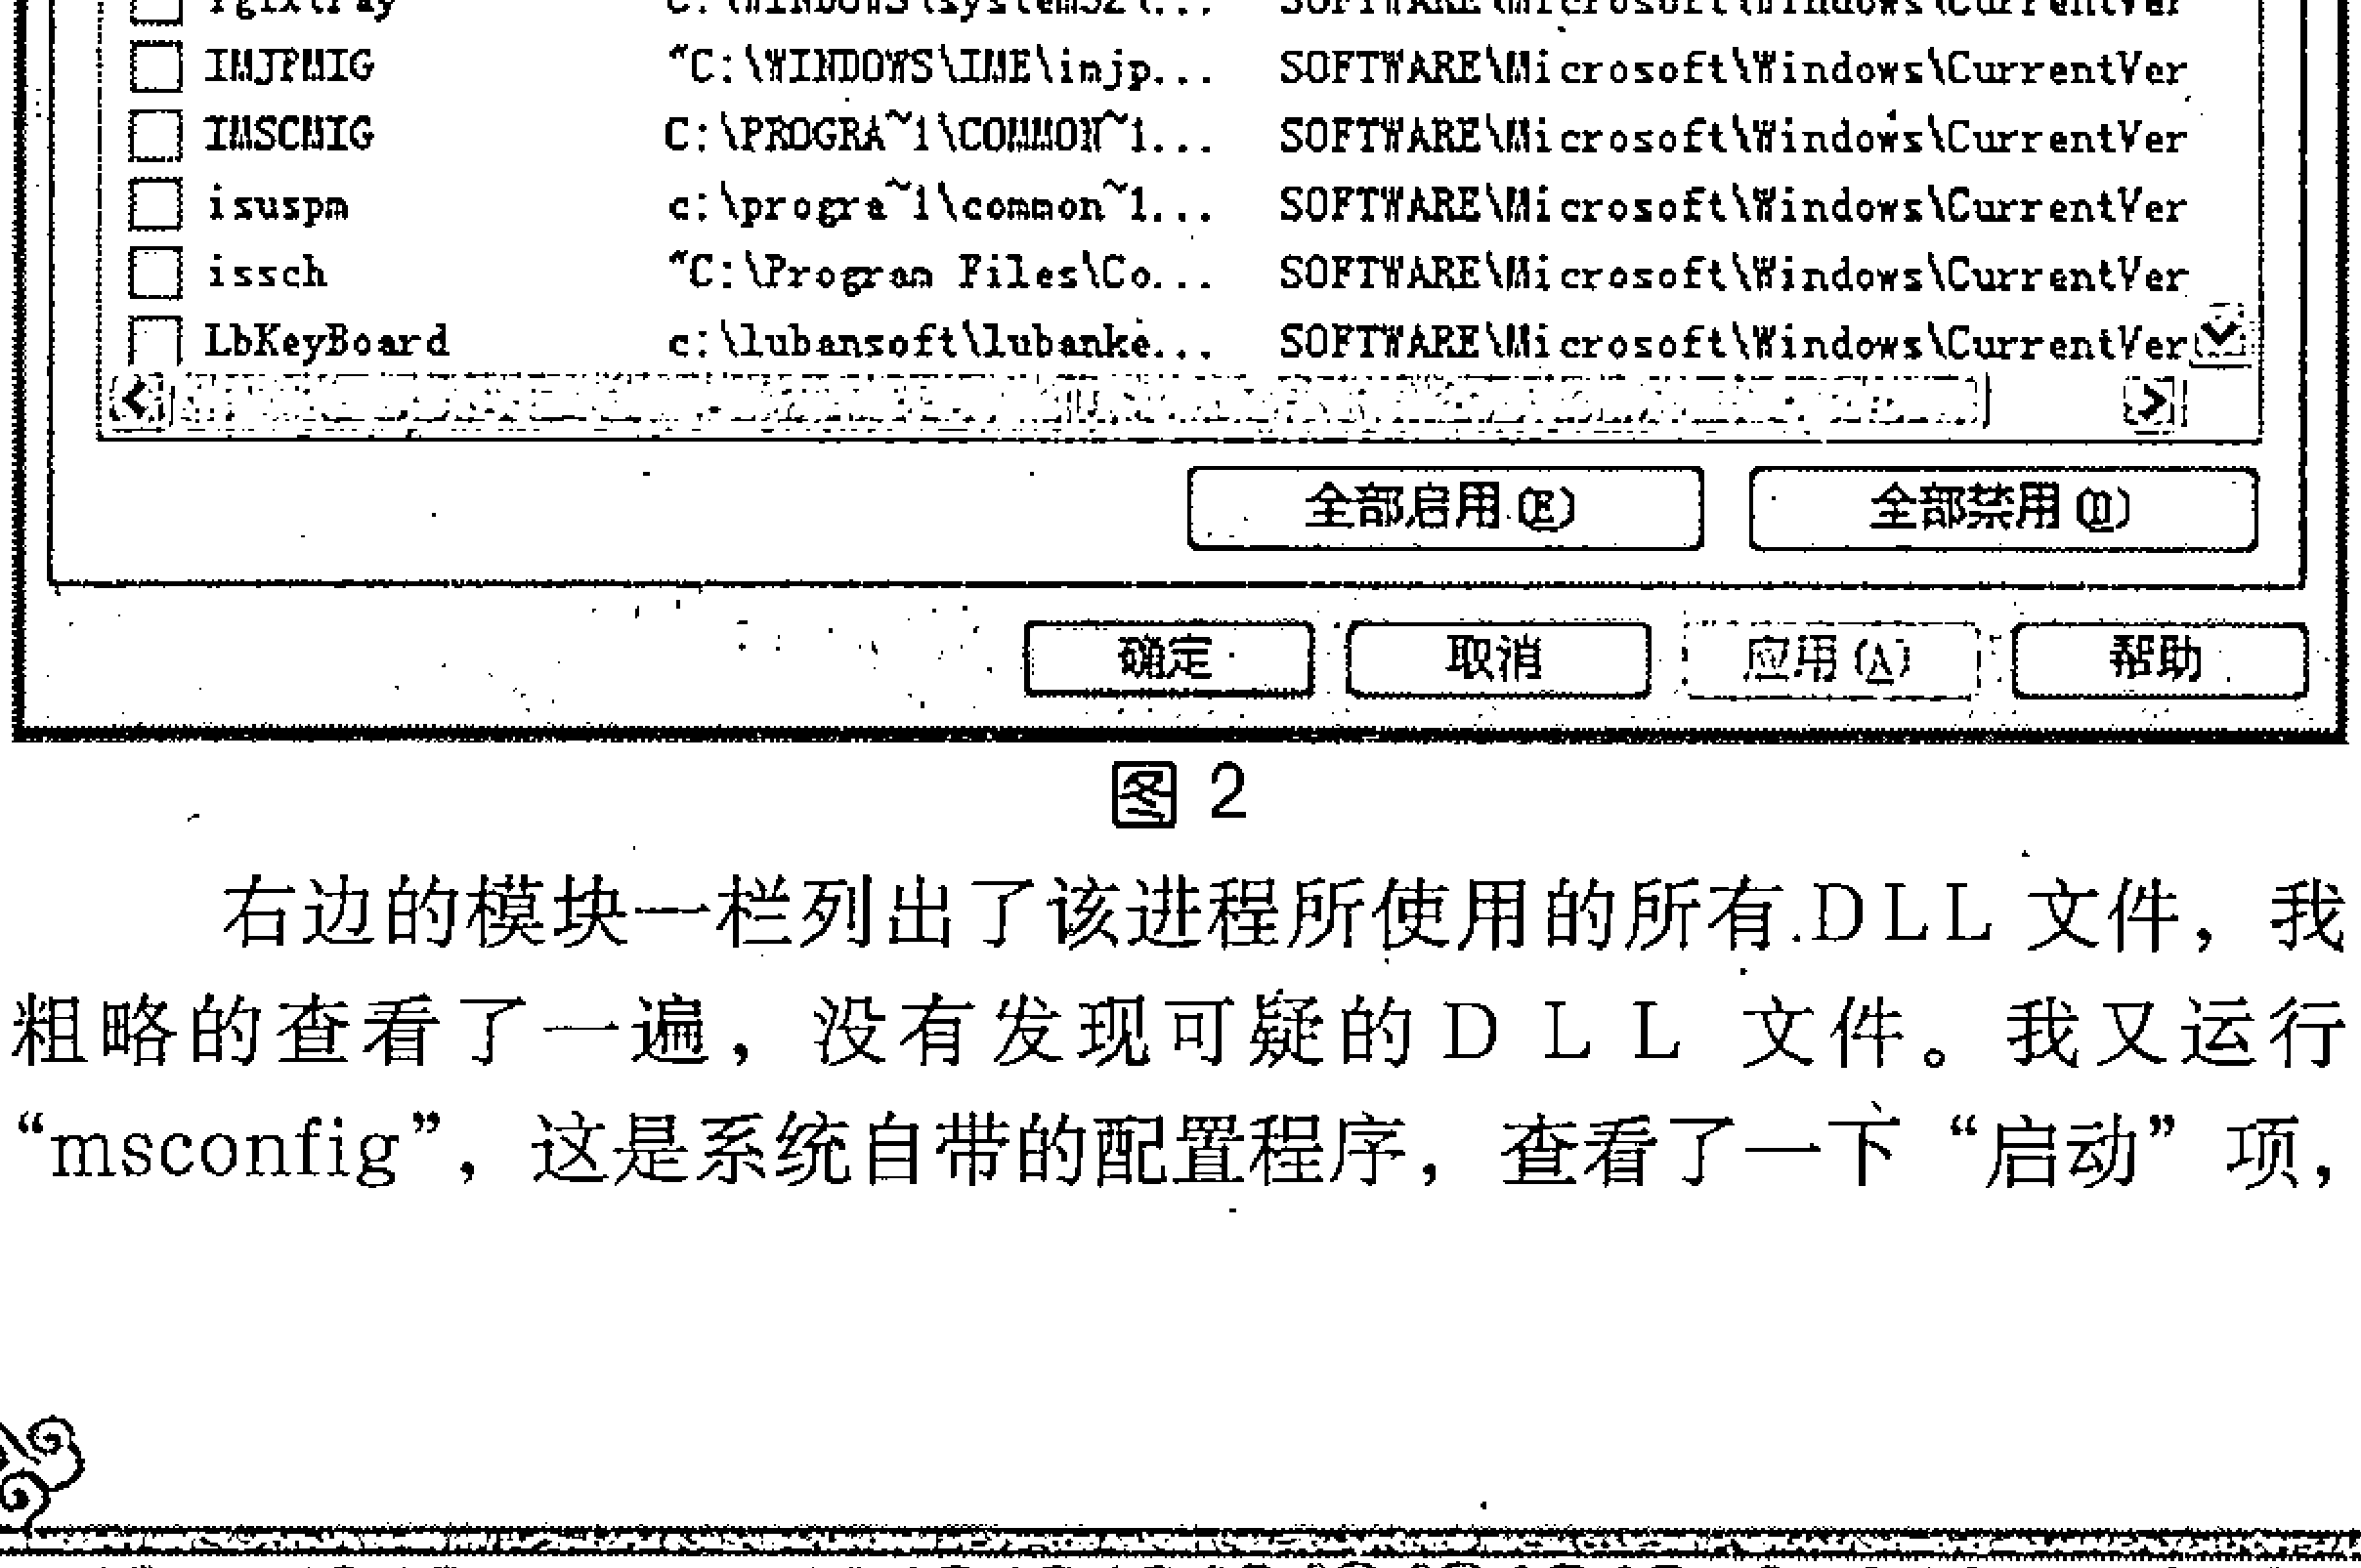 IMJPMIG "C:\WINDOWS\IME\imjp... SOFTWARE\Microsoft\Windows\CurrentVer
IMSCMIG C:\PROGRA~1\COMMON~1... SOFTWARE\Microsoft\Windows\CurrentVer
isuspm c:\progra~1\common~1... SOFTWARE\Microsoft\Windows\CurrentVer
issch "C:\Program Files\Co... SOFTWARE\Microsoft\Windows\CurrentVer
LbKeyBoard c:\lubansoft\lubanke... SOFTWARE\Microsoft\Windows\CurrentVer
全部启用(E) 全部禁用(D)
确定 取消 应用(A) 帮助
图 2
右边的模块一栏列出了该进程所使用的所有DLL 文件，我
粗略的查看了一遍，没有发现可疑的DLL 文件。我又运行
“msconfig”，这是系统自带的配置程序，查看了一下“启动”项，